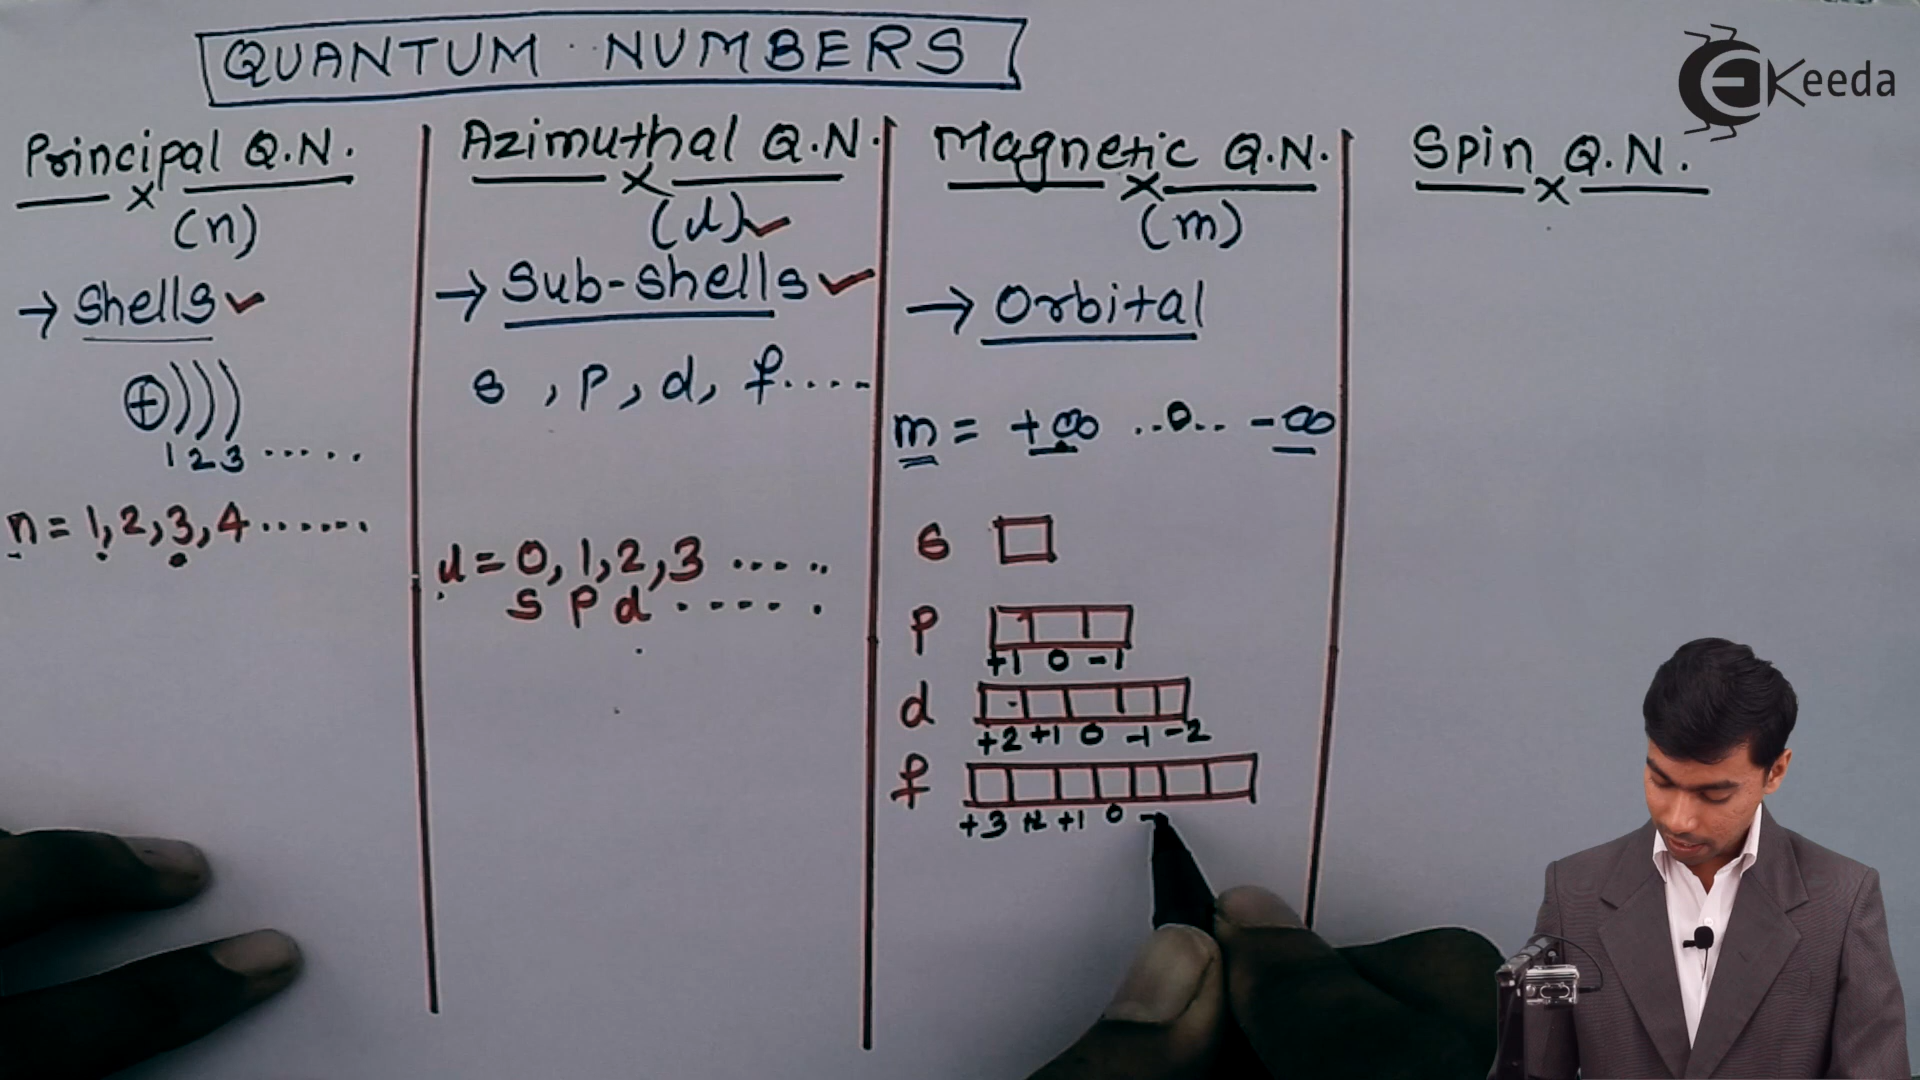 QUANTUM NUMBERS
eKeeda
Principal Q.N.
(n)
→ Shells ✓
1 2 3 .....
n = 1, 2, 3, 4 ......
Azimuthal Q.N.
(l) ✓
→ Sub-shells ✓
s , p , d , f .....
l = 0, 1, 2, 3 .....
s p d ......
Magnetic Q.N.
(m)
→ Orbital
m = +∞ ..0.. -∞
s
p
+1 0 -1
d
+2 +1 0 -1 -2
f
+3 +2 +1 0 -
Spin Q.N.